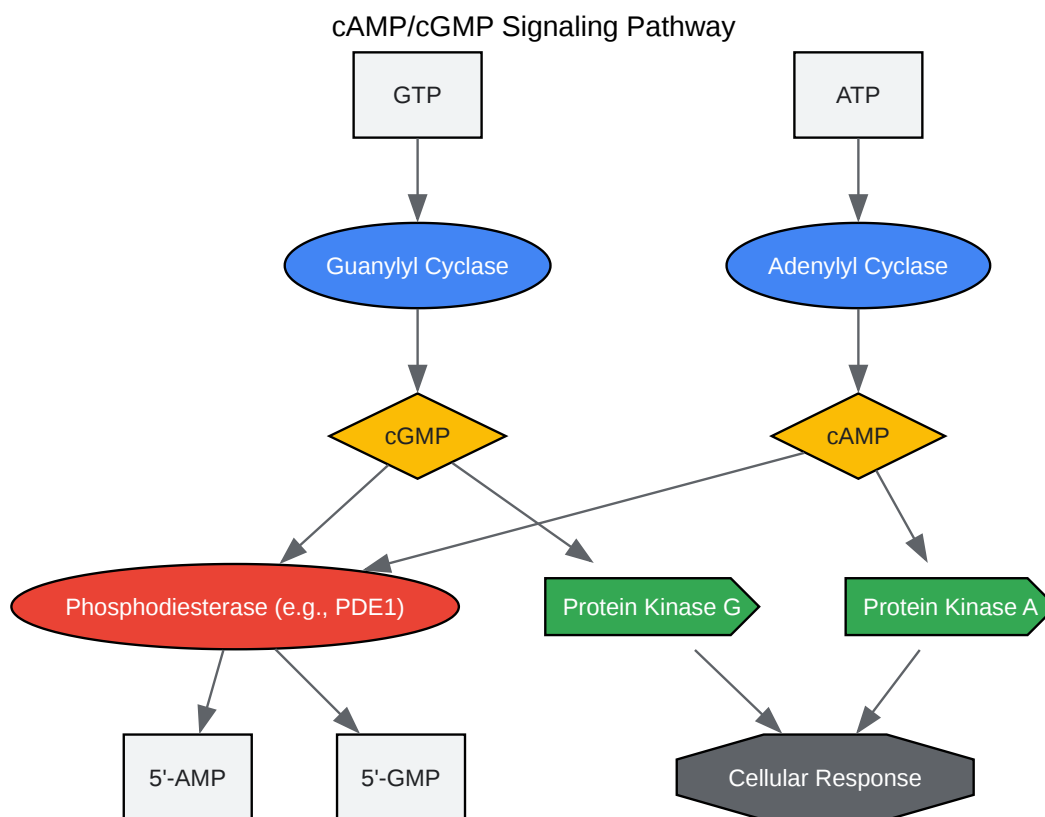 cAMP/cGMP Signaling Pathway
GTP
ATP
Guanylyl Cyclase
Adenylyl Cyclase
cGMP
cAMP
Phosphodiesterase (e.g., PDE1)
Protein Kinase G
Protein Kinase A
5'-AMP
5'-GMP
Cellular Response